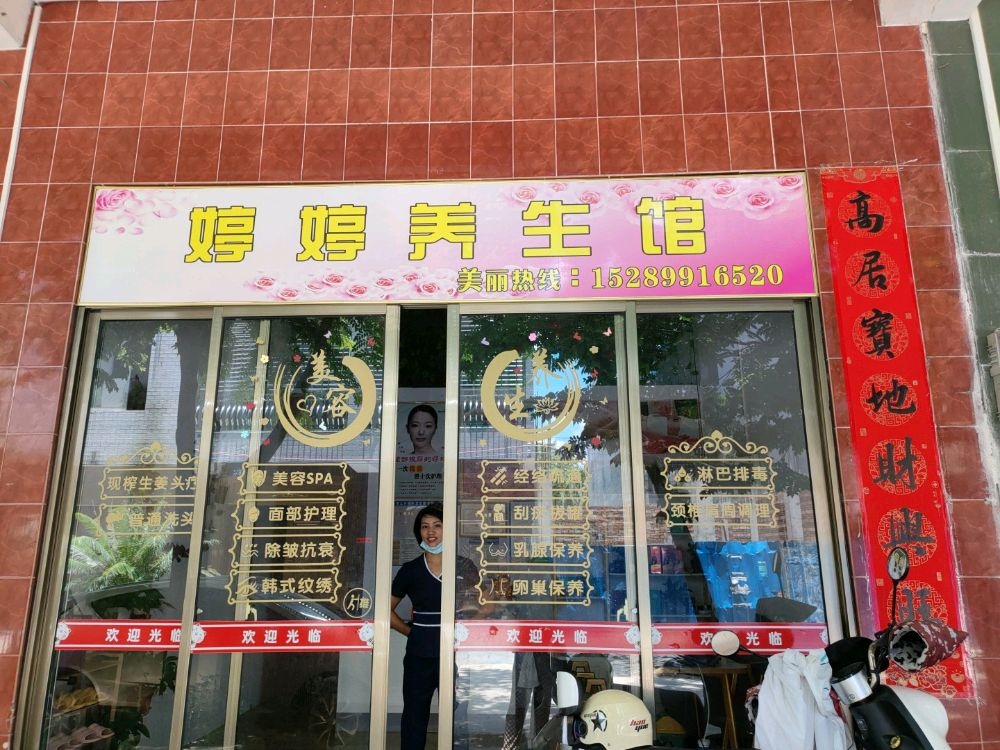 婷婷养生馆
美丽热线：15289916520
高居寶地財興旺
美容
养生
现榨生姜头疗
普通洗头
美容SPA
面部护理
除皱抗衰
韩式纹绣
经络疏通
刮痧拔罐
乳腺保养
卵巢保养
淋巴排毒
颈椎肩周调理
欢迎光临
欢迎光临
欢迎光临
欢迎光临